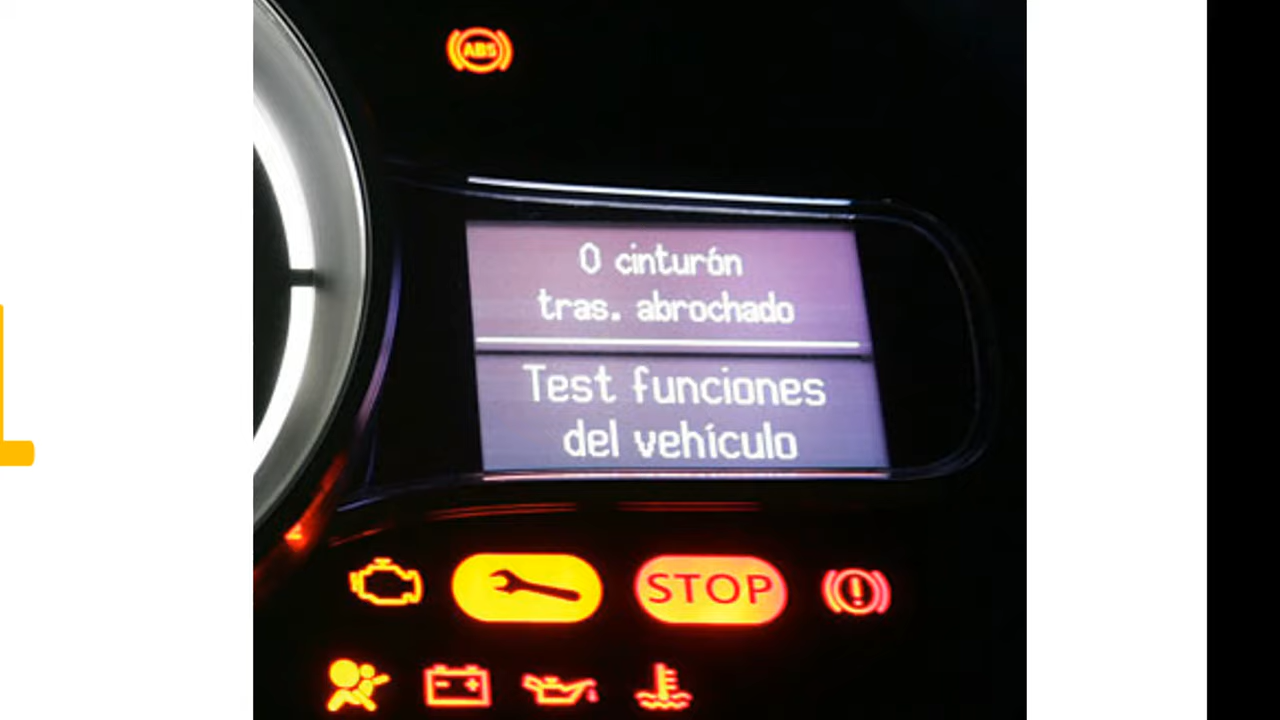 ABS
0 cinturón
tras. abrochado
Test funciones
del vehículo
STOP